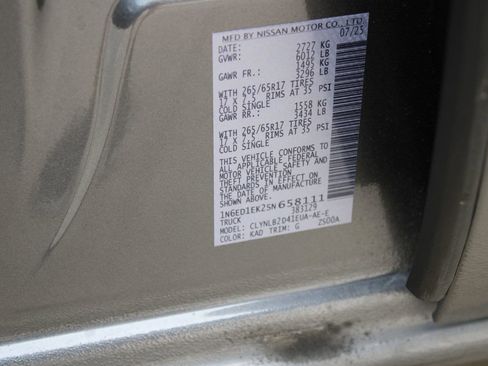 MFD BY NISSAN MOTOR CO., LTD.
DATE: 07/25
GVWR: 2727 KG
6012 LB
GAWR FR.: 1495 KG
3296 LB
WITH 265/65R17 TIRES
17 X 7.5, RIMS AT 35 PSI
COLD SINGLE
GAWR RR.: 1558 KG
3434 LB
WITH 265/65R17 TIRES
17 X 7.5, RIMS AT 35 PSI
COLD SINGLE
THIS VEHICLE CONFORMS TO
ALL APPLICABLE FEDERAL
MOTOR VEHICLE SAFETY AND
THEFT PREVENTION
STANDARDS IN EFFECT ON
THE DATE OF MANUFACTURE
SHOWN ABOVE.
1N6ED1EK2SN658111
TRUCK 383129
MODEL: CLYNLBZD41EUA-AE-E
COLOR: KAD TRIM: G ZS00A